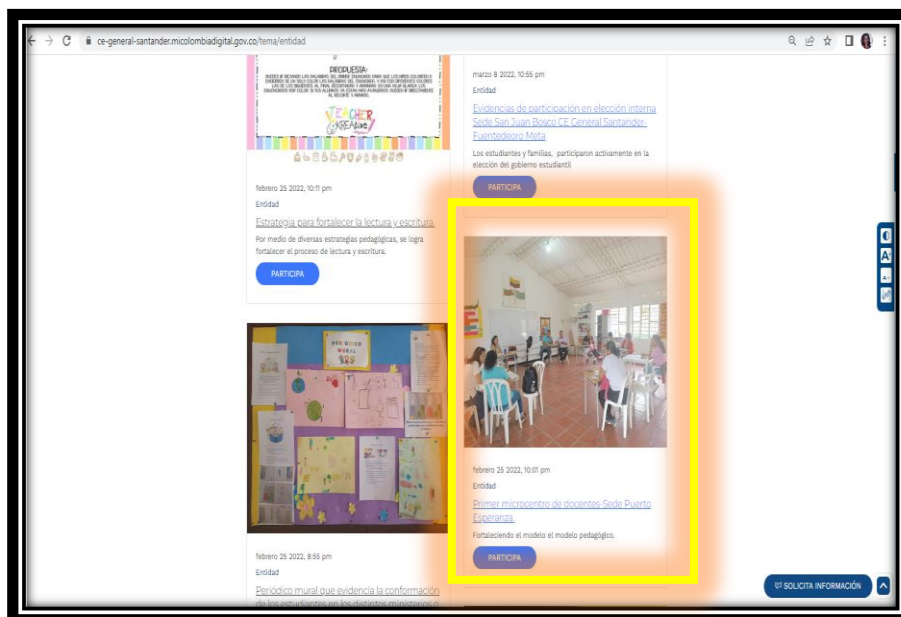 ce-general-santander.micolombiadigital.gov.co/tema/entidad
PROPUESTA:
TEACHER
KREAtive
febrero 25 2022, 10:11 pm
Entidad
Estrategia para fortalecer la lectura y escritura.
Por medio de diversas estrategias pedagógicas, se logra
fortalecer el proceso de lectura y escritura.
PARTICIPA
PERIODICO
MURAL
febrero 25 2022, 8:55 pm
Entidad
Periódico mural que evidencia la conformación
de los estudiantes en los distintos ministerios o
marzo 8 2022, 10:55 pm
Entidad
Evidencias de participación en elección interna
Sede San Juan Bosco CE General Santander-
Fuentedeoro Meta
Los estudiantes y familias, participaron activamente en la
elección del gobierno estudiantil
PARTICIPA
febrero 25 2022, 10:01 pm
Entidad
Primer microcentro de docentes-Sede Puerto
Esperanza.
Fortaleciendo el modelo el modelo pedagógico.
PARTICIPA
A+
A-
SOLICITA INFORMACIÓN